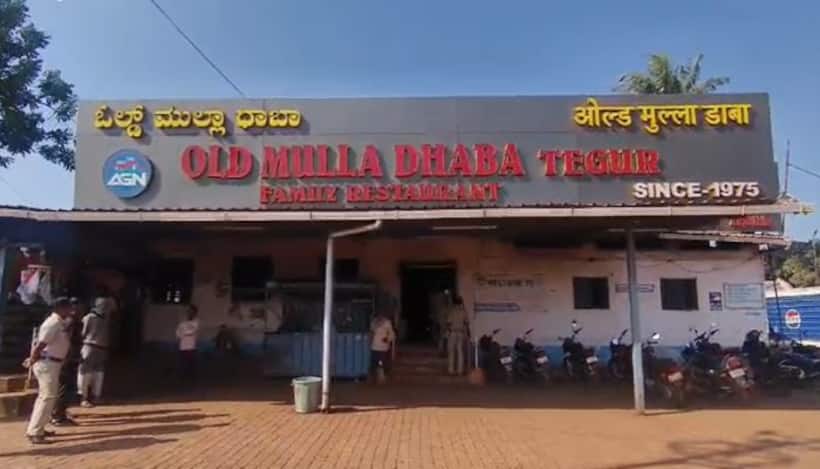 ಓಲ್ಡ್ ಮುಲ್ಲಾ ಧಾಬಾ
ओल्ड मुल्ला डाबा
AGN
OLD MULLA DHABA TEGUR
FAMILY RESTAURANT
SINCE-1975